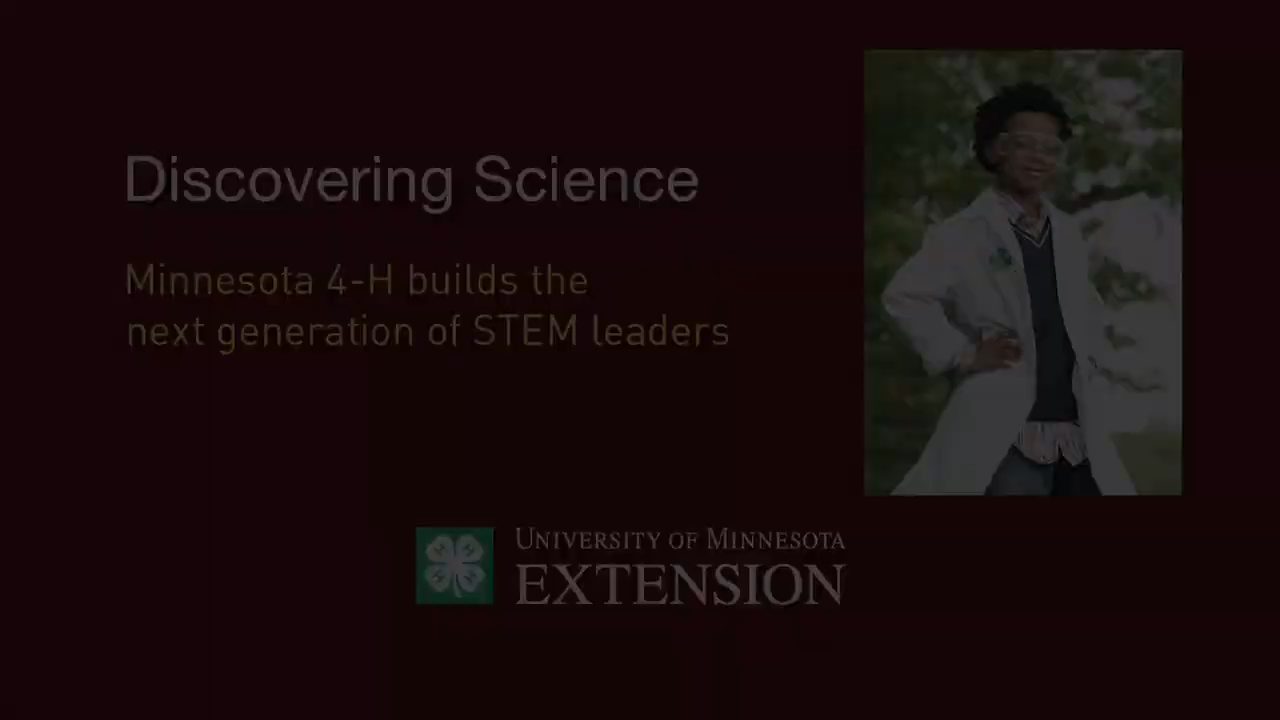 Discovering Science
Minnesota 4-H builds the
next generation of STEM leaders
UNIVERSITY OF MINNESOTA
EXTENSION